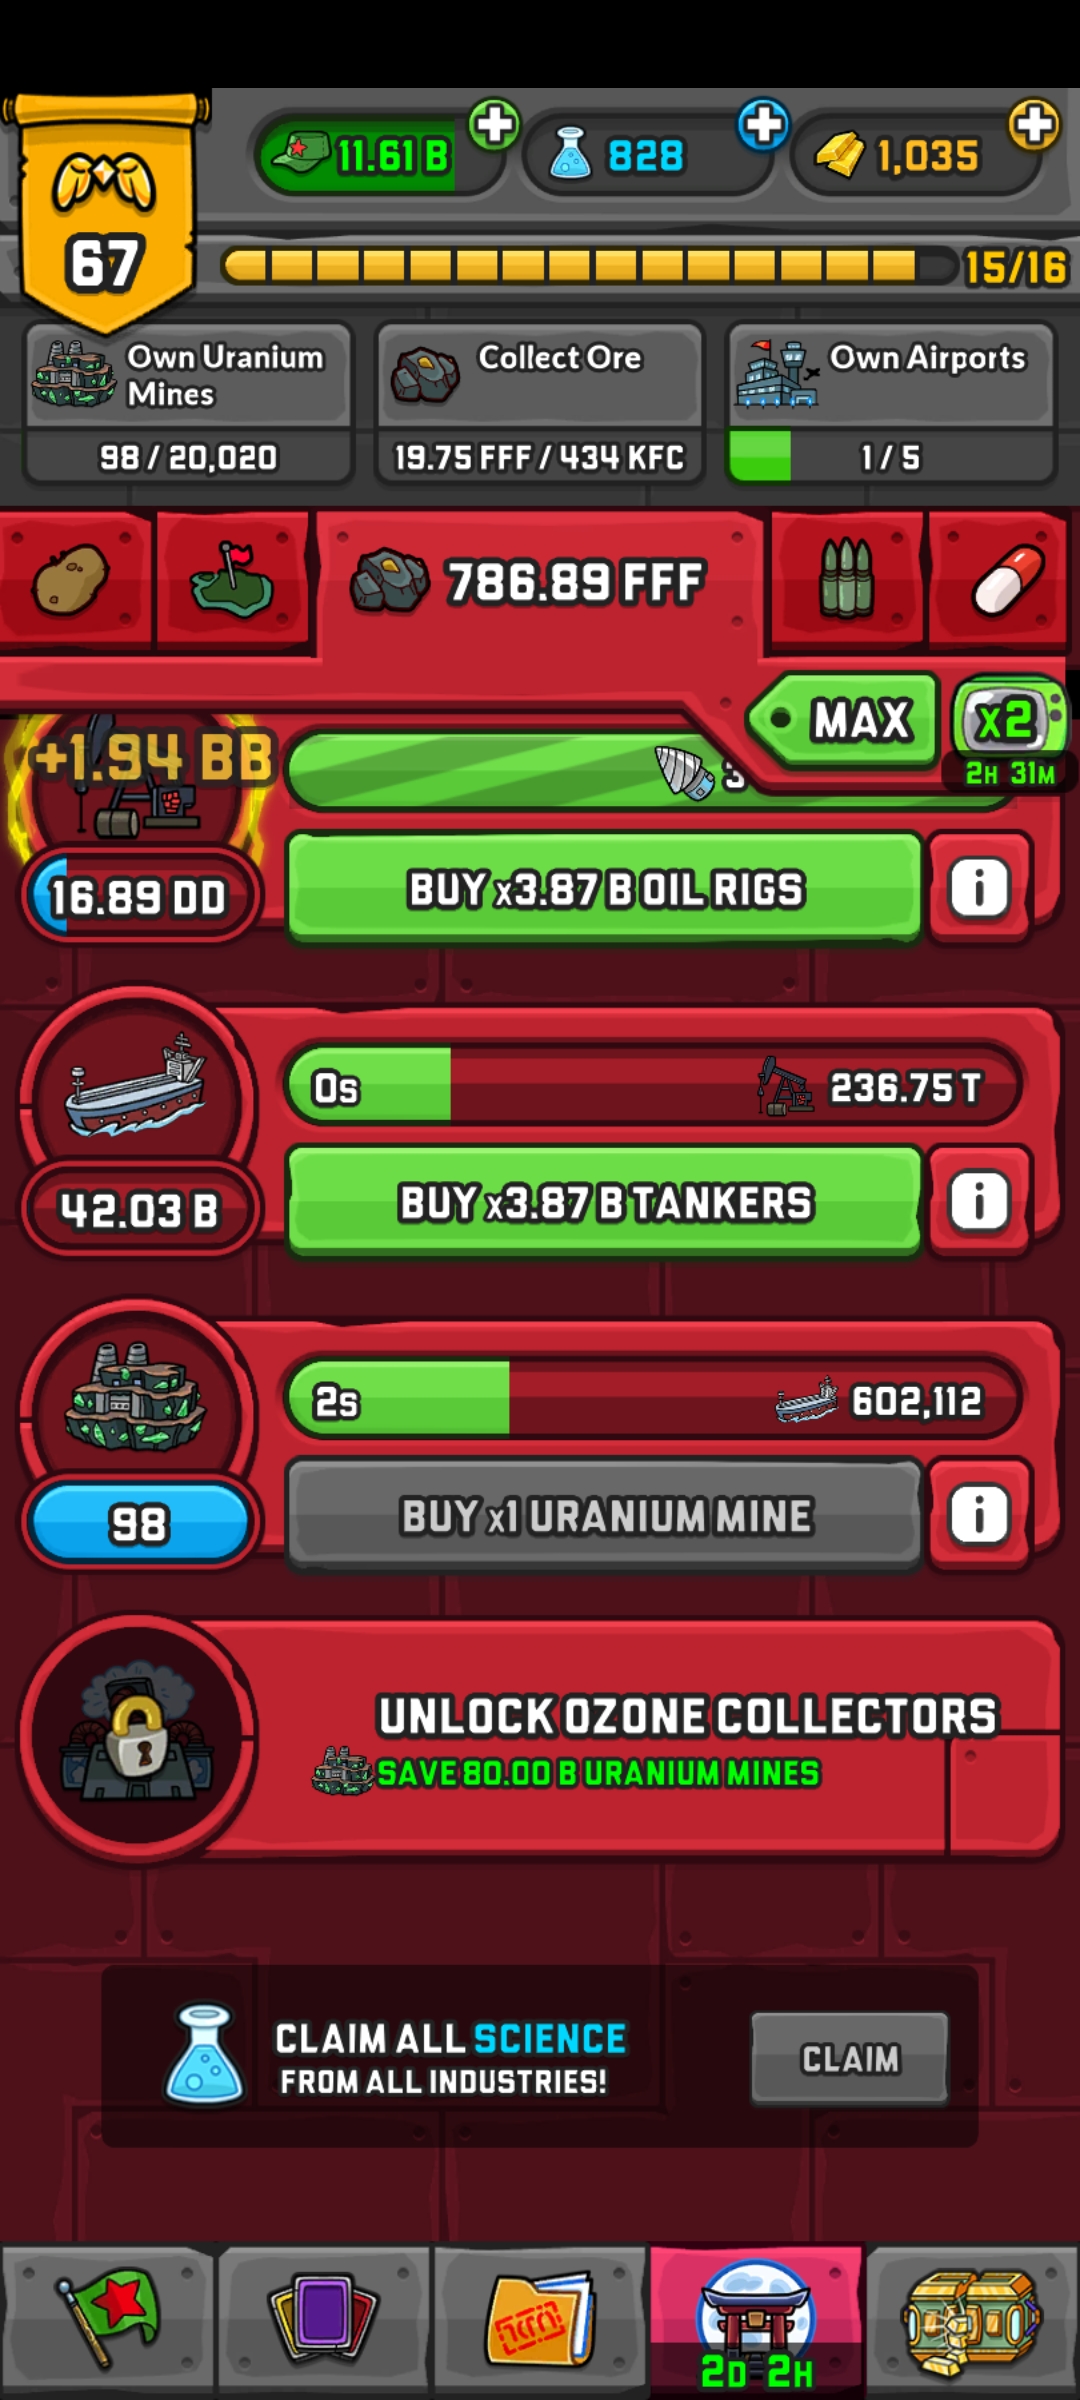 11.61 B
828
1,035
67
15/16
Own Uranium
Mines
98 / 20,020
Collect Ore
19.75 FFF / 434 KFC
Own Airports
1 / 5
786.89 FFF
MAX
x2
2H 31M
+1.94 BB
16.89 DD
BUY x3.87 B OIL RIGS
i
0s
236.75 T
42.03 B
BUY x3.87 B TANKERS
i
2s
602,112
98
BUY x1 URANIUM MINE
i
UNLOCK OZONE COLLECTORS
SAVE 80.00 B URANIUM MINES
CLAIM ALL SCIENCE
FROM ALL INDUSTRIES!
CLAIM
2D 2H